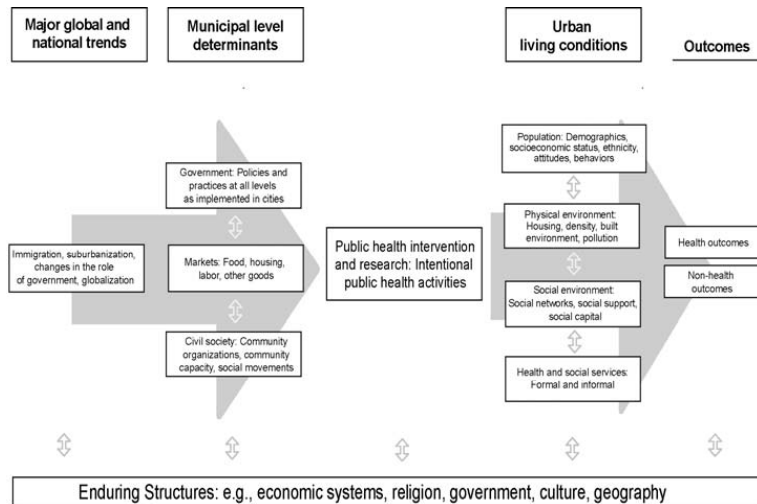 Major global and
national trends
Municipal level
determinants
Urban
living conditions
Outcomes
Immigration, suburbanization,
changes in the role
of government, globalization
Government: Policies and
practices at all levels
as implemented in cities
Markets: Food, housing,
labor, other goods
Civil society: Community
organizations, community
capacity, social movements
Public health intervention
and research: Intentional
public health activities
Population: Demographics,
socioeconomic status, ethnicity,
attitudes, behaviors
Physical environment:
Housing, density, built
environment, pollution
Social environment:
Social networks, social support,
social capital
Health and social services:
Formal and informal
Health outcomes
Non-health
outcomes
Enduring Structures: e.g., economic systems, religion, government, culture, geography